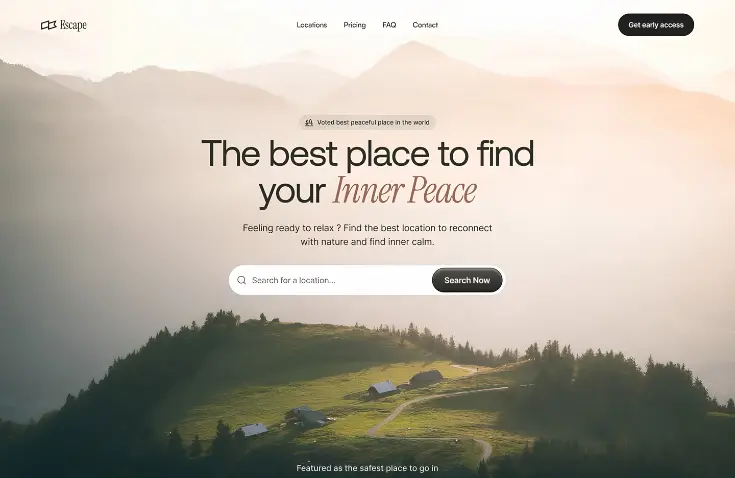 Escape
Locations
Pricing
FAQ
Contact
Get early access
Voted best peaceful place in the world
The best place to find
your Inner Peace
Feeling ready to relax ? Find the best location to reconnect
with nature and find inner calm.
Search for a location...
Search Now
Featured as the safest place to go in